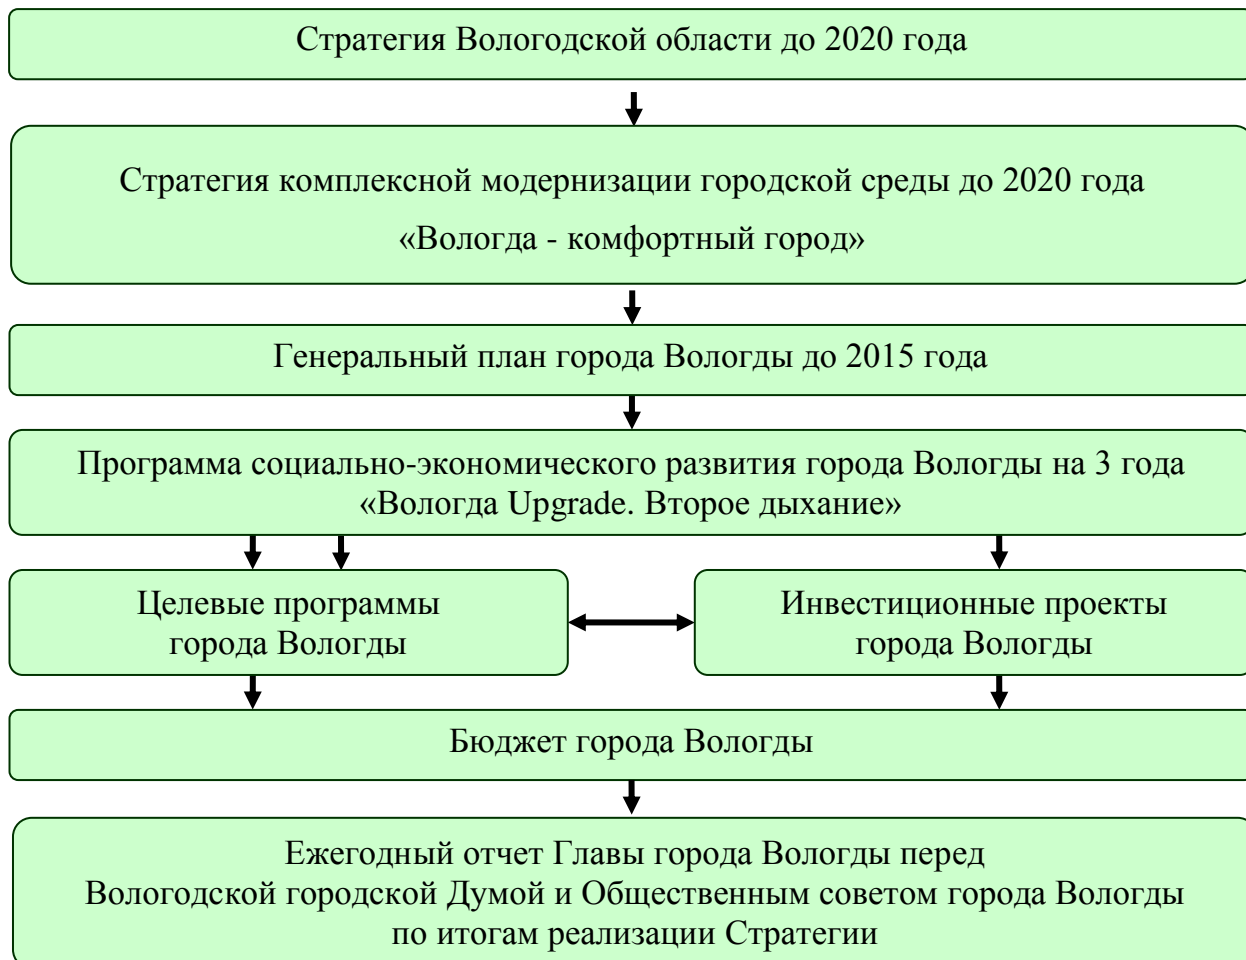 Стратегия Вологодской области до 2020 года
Стратегия комплексной модернизации городской среды до 2020 года
«Вологда - комфортный город»
Генеральный план города Вологды до 2015 года
Программа социально-экономического развития города Вологды на 3 года
«Вологда Upgrade. Второе дыхание»
Целевые программы
города Вологды
Инвестиционные проекты
города Вологды
Бюджет города Вологды
Ежегодный отчет Главы города Вологды перед
Вологодской городской Думой и Общественным советом города Вологды
по итогам реализации Стратегии